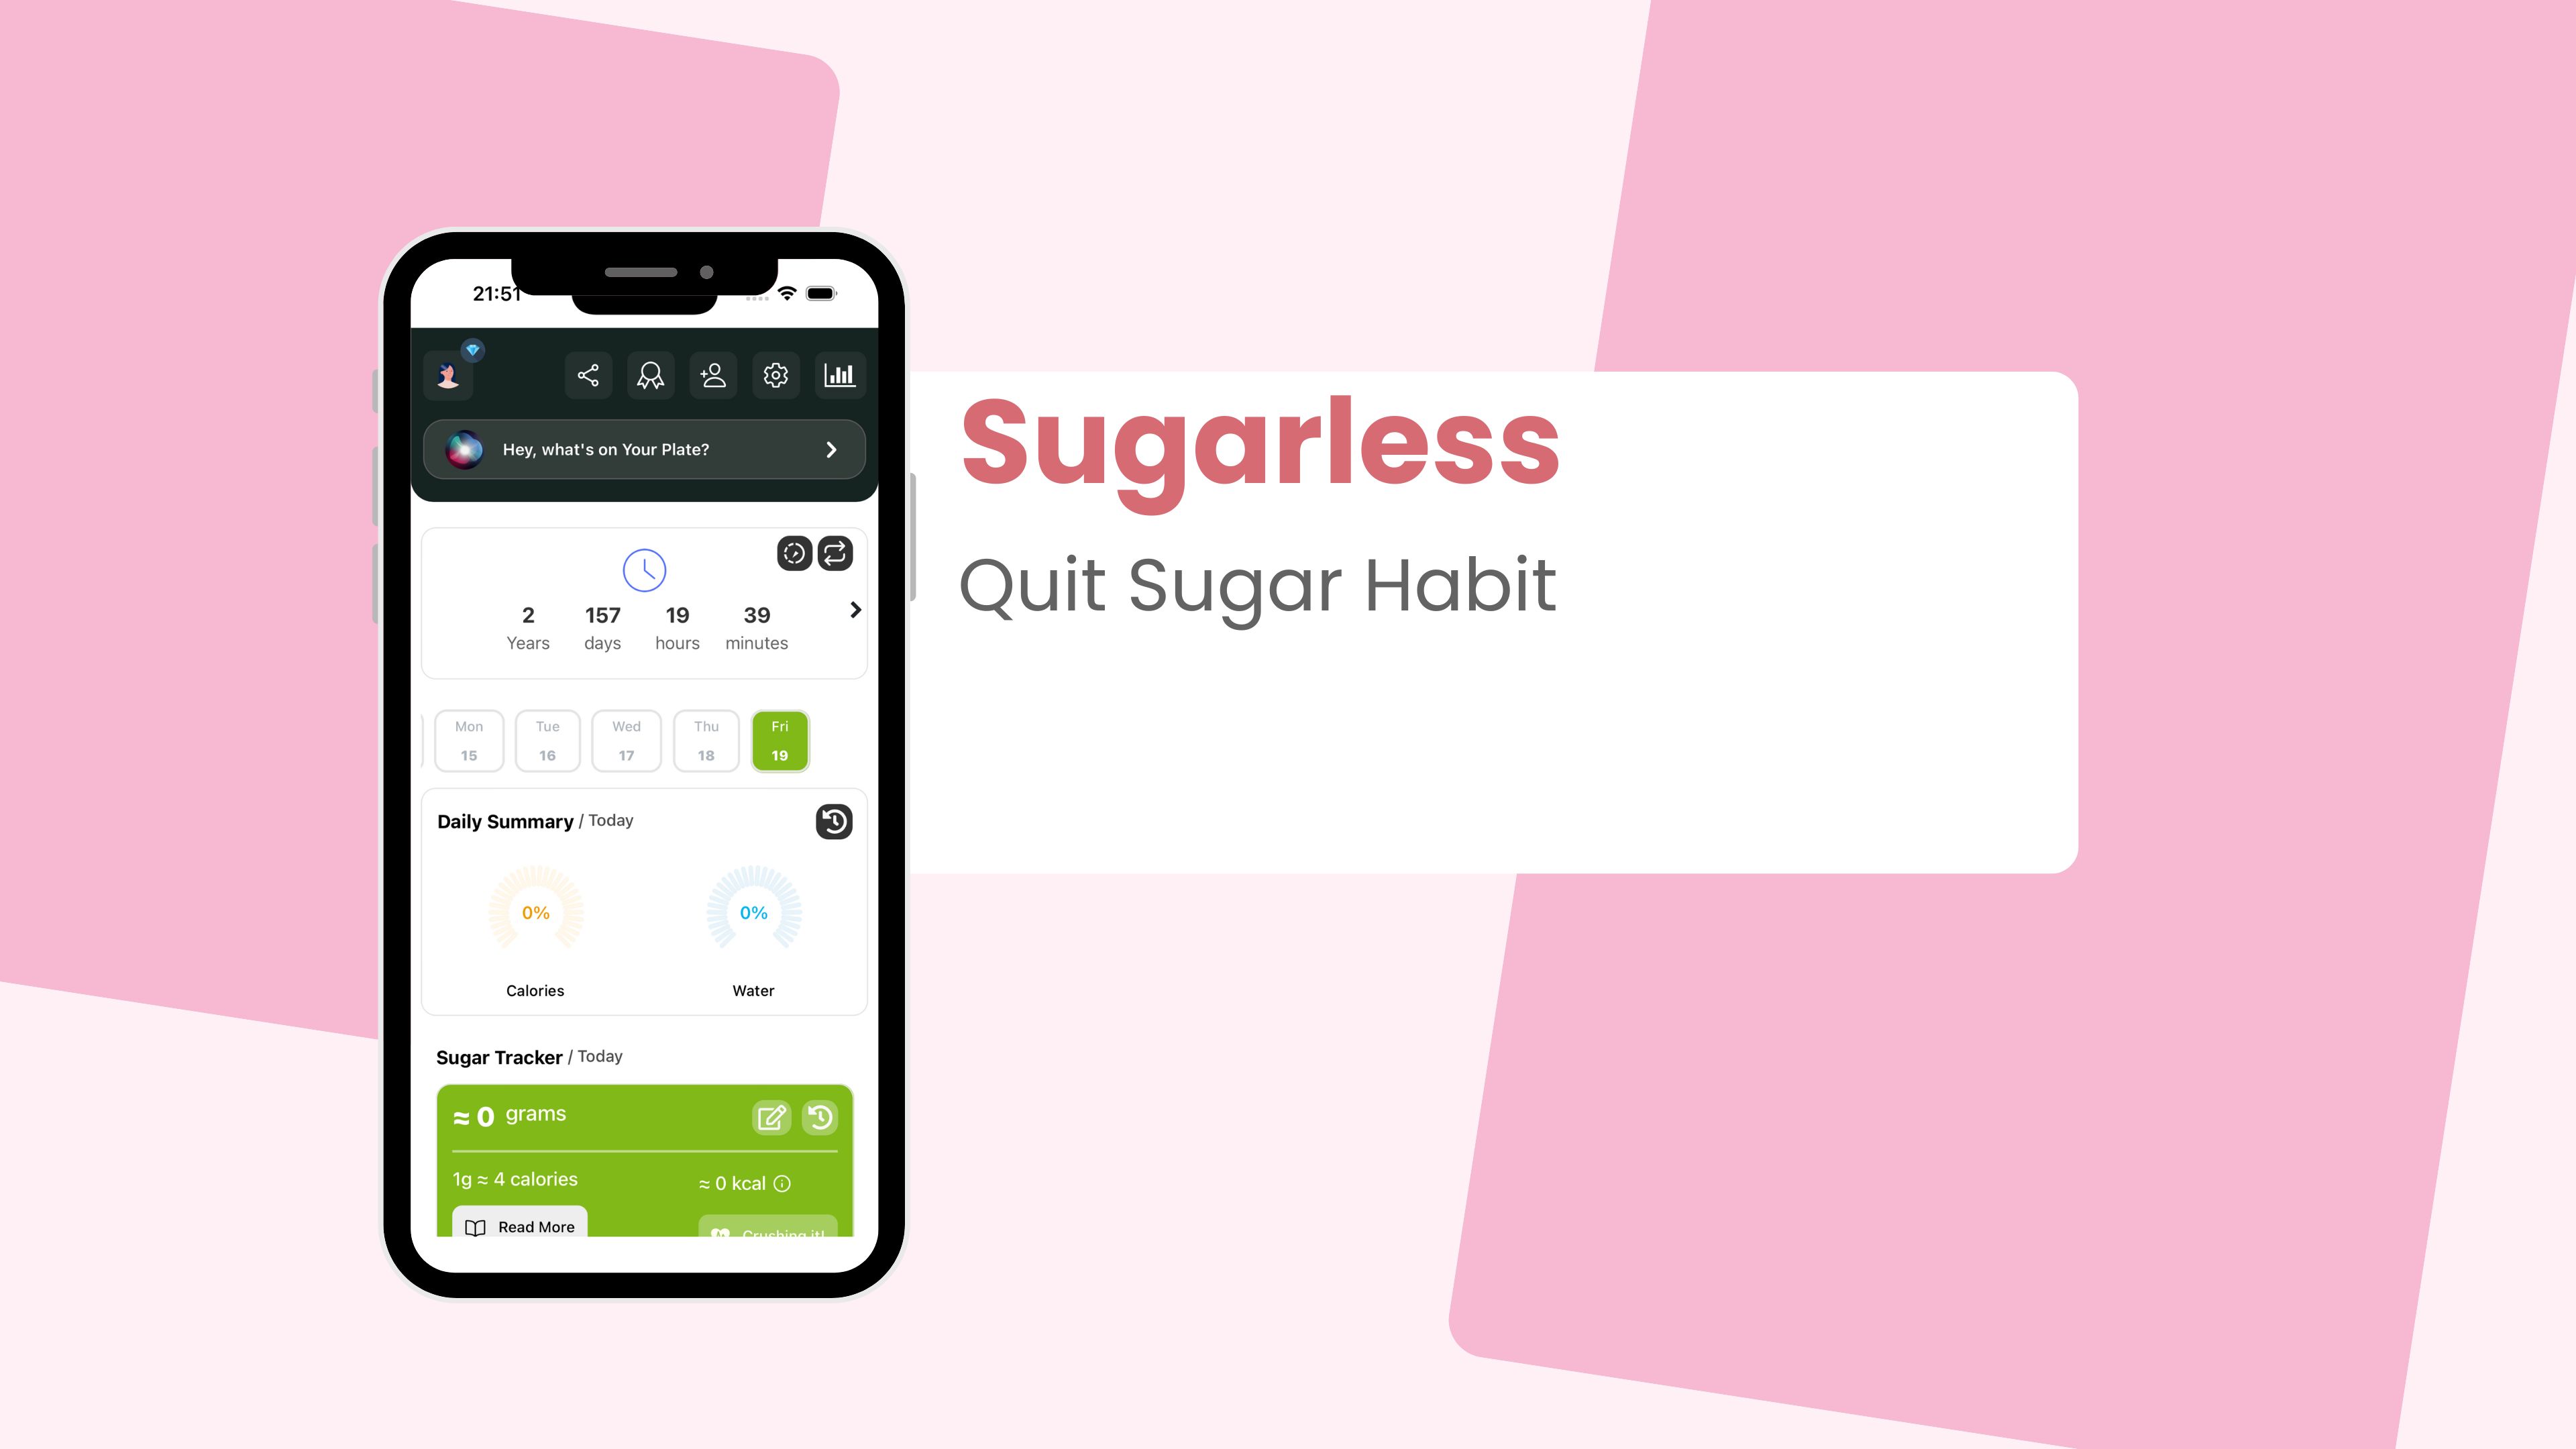 21:51
Hey, what's on Your Plate?
2 157 19 39
Years days hours minutes
Mon Tue Wed Thu Fri
15 16 17 18 19
Daily Summary / Today
0% 0%
Calories Water
Sugar Tracker / Today
≈ 0 grams
1g ≈ 4 calories ≈ 0 kcal
Read More Crushing it!
Sugarless
Quit Sugar Habit